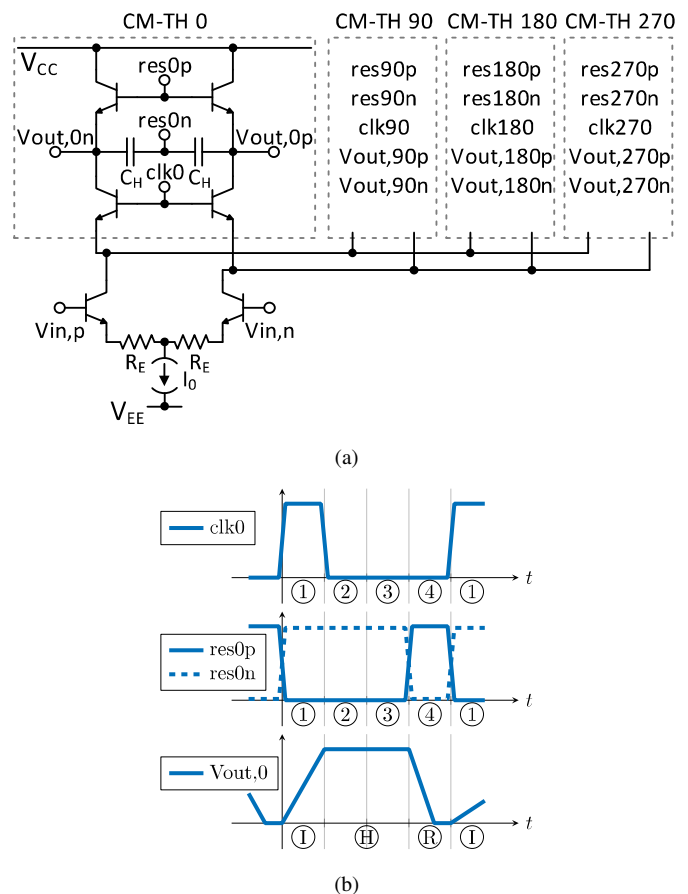 CM-TH 0 CM-TH 90 CM-TH 180 CM-TH 270
VCC
res0p
res0n
Vout,0n
Vout,0p
CH
clk0
CH
res90p
res90n
clk90
Vout,90p
Vout,90n
res180p
res180n
clk180
Vout,180p
Vout,180n
res270p
res270n
clk270
Vout,270p
Vout,270n
Vin,p
Vin,n
RE
RE
I0
VEE
(a)
clk0
t
1 2 3 4 1
res0p
res0n
t
1 2 3 4 1
Vout,0
t
I H R I
(b)